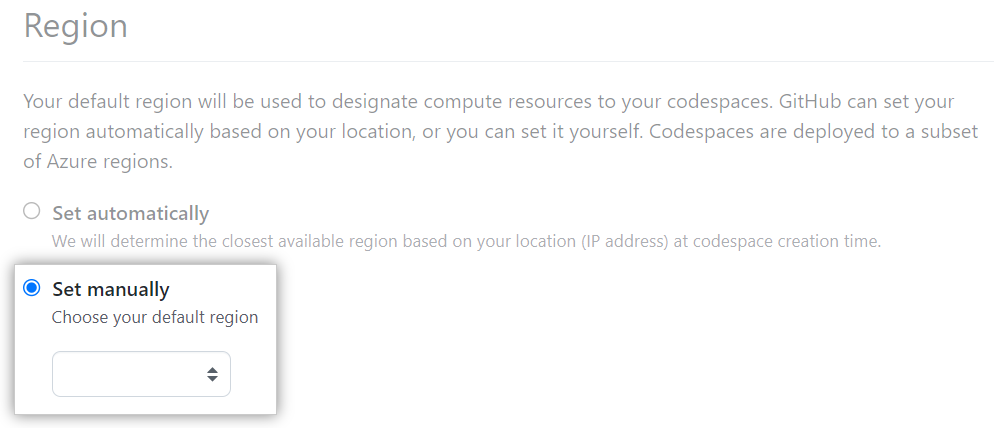 Region
Your default region will be used to designate compute resources to your codespaces. GitHub can set your
region automatically based on your location, or you can set it yourself. Codespaces are deployed to a subset
of Azure regions.
Set automatically
We will determine the closest available region based on your location (IP address) at codespace creation time.
Set manually
Choose your default region